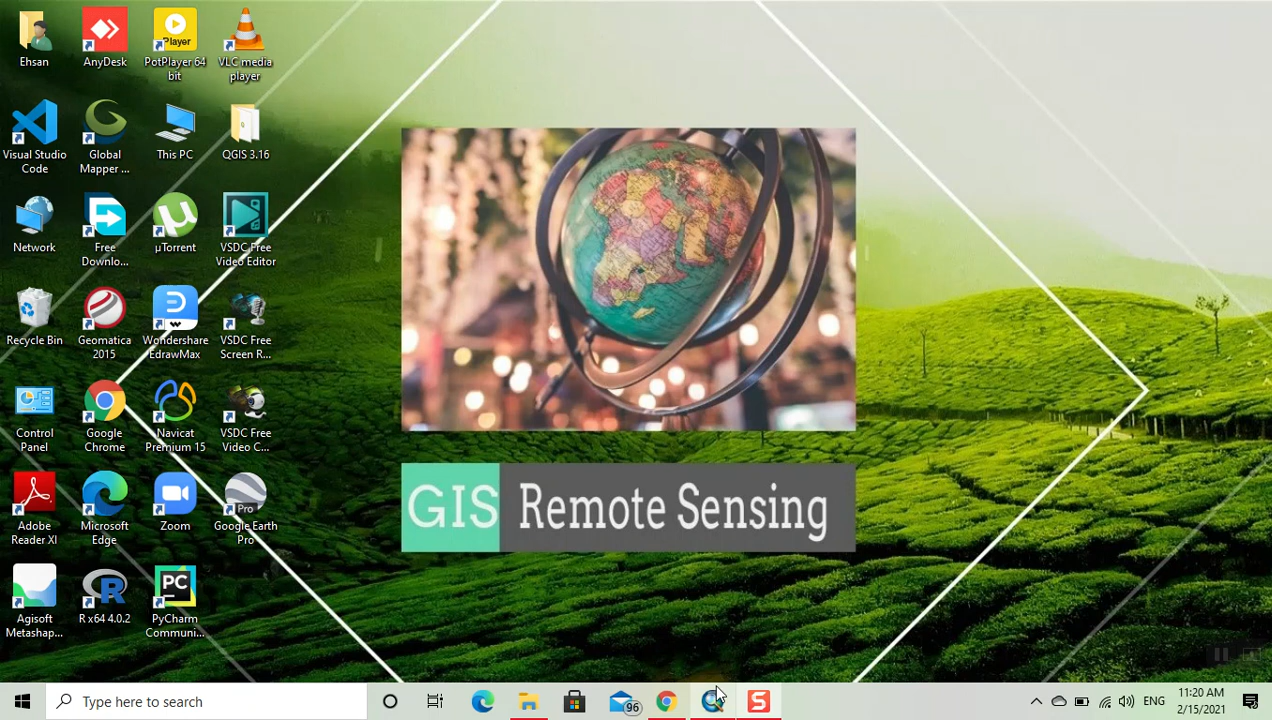 Ehsan
AnyDesk
PotPlayer 64
bit
VLC media
player
Player
Visual Studio
Code
Global
Mapper ...
This PC
QGIS 3.16
Network
Free
Downlo...
µTorrent
VSDC Free
Video Editor
Recycle Bin
Geomatica
2015
Wondershare
EdrawMax
VSDC Free
Screen R...
Control
Panel
Google
Chrome
Navicat
Premium 15
VSDC Free
Video C...
Adobe
Reader XI
Microsoft
Edge
Zoom
Google Earth
Pro
Pro
Agisoft
Metashap...
R x64 4.0.2
PC
PyCharm
Communi...
GIS Remote Sensing
Type here to search
96
S
ENG
11:20 AM
2/15/2021